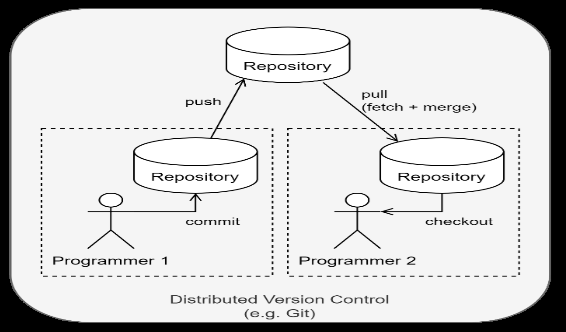 Repository
push
pull
(fetch + merge)
Repository
Repository
commit
checkout
Programmer 1
Programmer 2
Distributed Version Control
(e.g. Git)